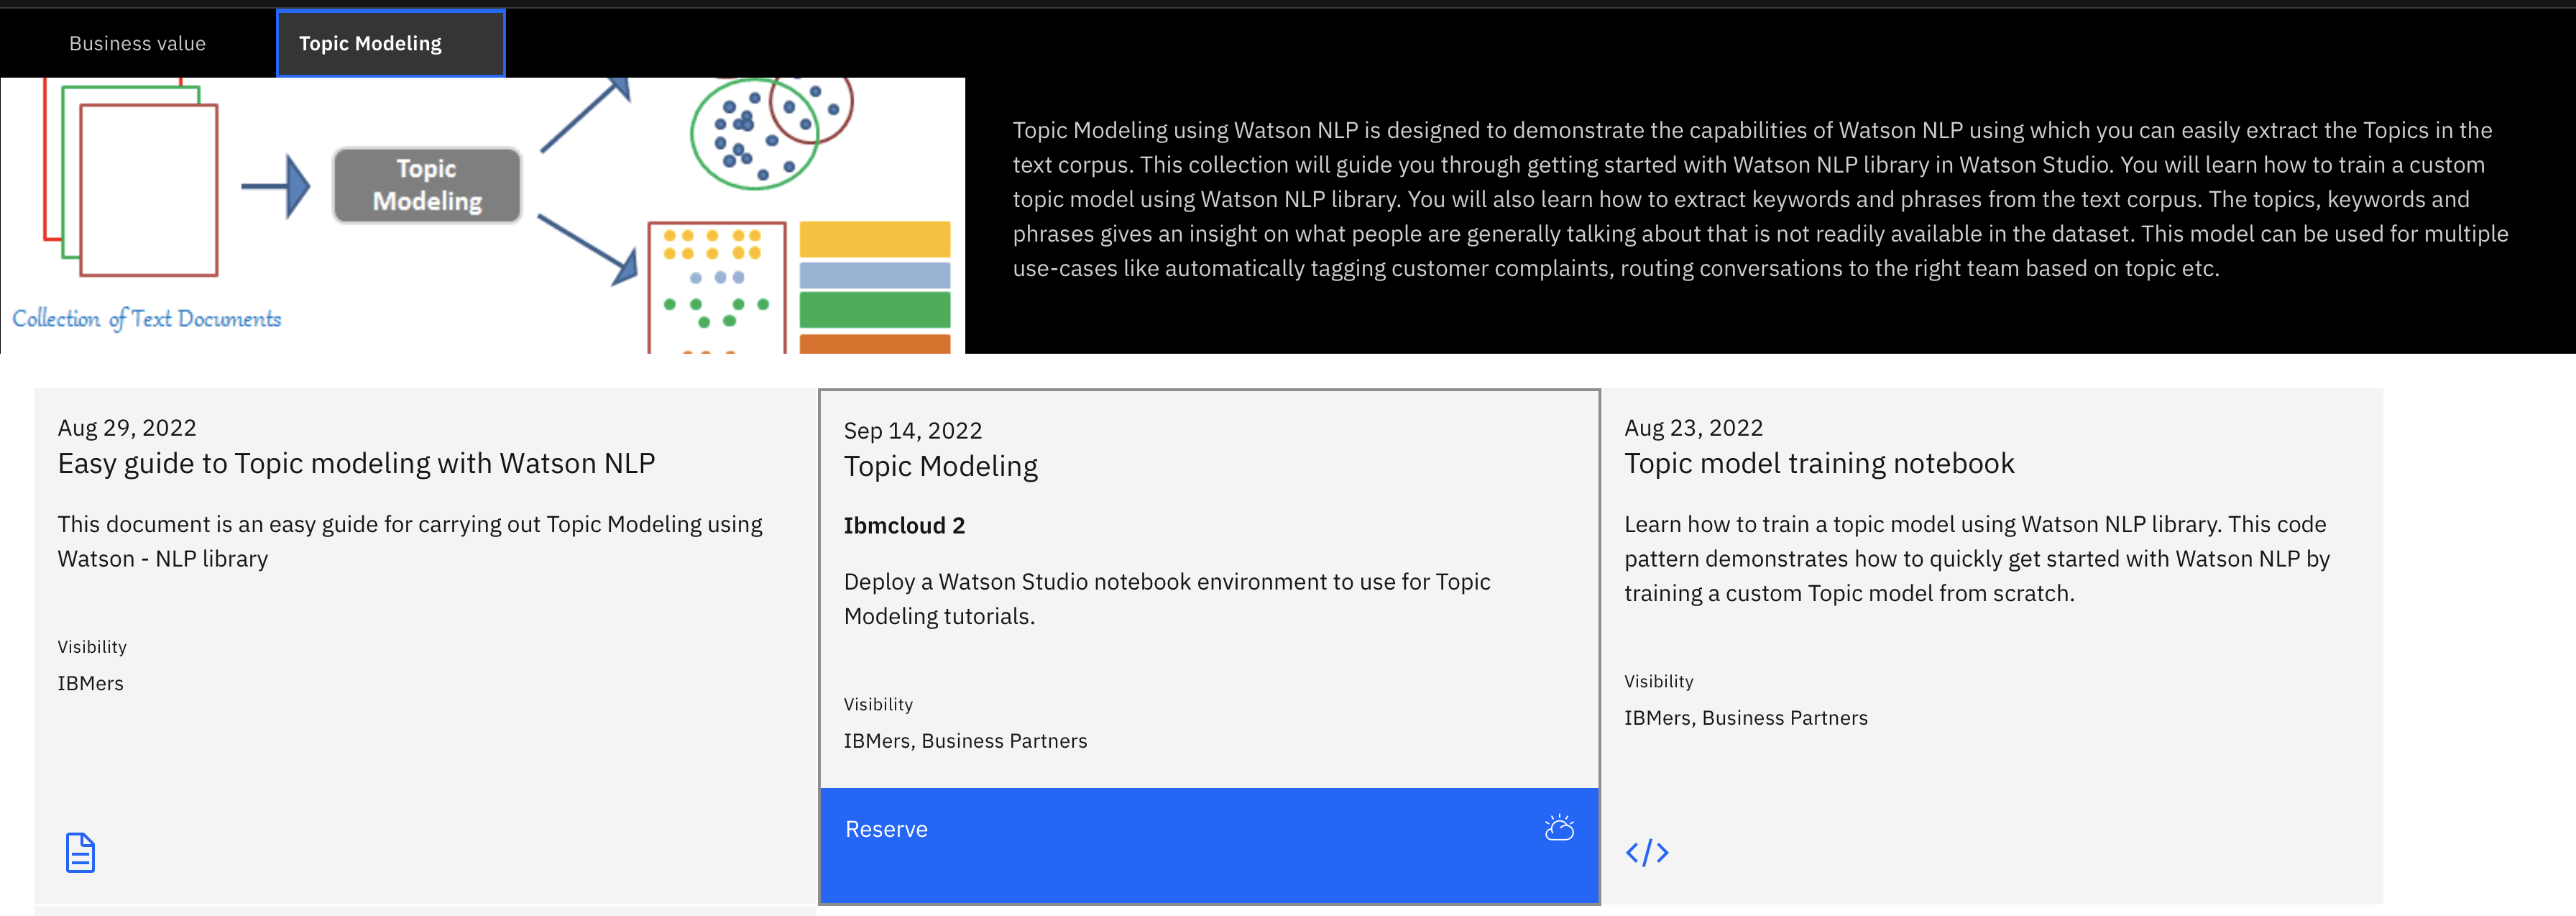 Business value
Topic Modeling
Topic
Modeling
Collection of Text Documents
Topic Modeling using Watson NLP is designed to demonstrate the capabilities of Watson NLP using which you can easily extract the Topics in the
text corpus. This collection will guide you through getting started with Watson NLP library in Watson Studio. You will learn how to train a custom
topic model using Watson NLP library. You will also learn how to extract keywords and phrases from the text corpus. The topics, keywords and
phrases gives an insight on what people are generally talking about that is not readily available in the dataset. This model can be used for multiple
use-cases like automatically tagging customer complaints, routing conversations to the right team based on topic etc.
Aug 29, 2022
Easy guide to Topic modeling with Watson NLP
This document is an easy guide for carrying out Topic Modeling using
Watson - NLP library
Visibility
IBMers
Sep 14, 2022
Topic Modeling
Ibmcloud 2
Deploy a Watson Studio notebook environment to use for Topic
Modeling tutorials.
Visibility
IBMers, Business Partners
Reserve
Aug 23, 2022
Topic model training notebook
Learn how to train a topic model using Watson NLP library. This code
pattern demonstrates how to quickly get started with Watson NLP by
training a custom Topic model from scratch.
Visibility
IBMers, Business Partners